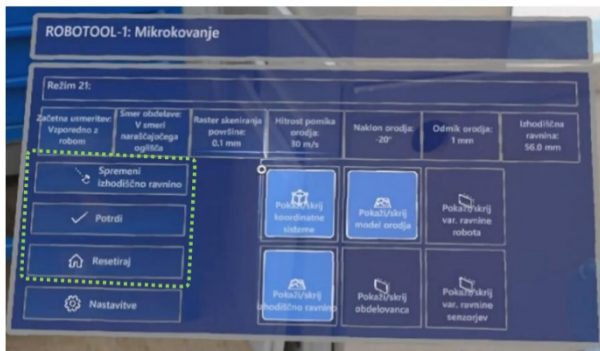 ROBOTOOL-1: Mikrokovanje
Režim 21:
Začetna usmeritev:
Vzporedno z
robom
Smer obdelave:
V smeri
naraščajočega
oglišča
Raster skeniranja
površine:
0.1 mm
Hitrost pomika
orodja:
30 m/s
Naklon orodja:
-20°
Odmik orodja:
1 mm
Izhodiščna
ravnina:
56.0 mm
Spremeni
izhodiščno ravnino
Potrdi
Resetiraj
Nastavitve
Pokaži/skrij
koordinatne
sisteme
Pokaži/skrij
model orodja
Pokaži/skrij
var. ravnine
robota
Pokaži/skrij
izhodiščno ravnino
Pokaži/skrij
obdelovanca
Pokaži/skrij
var. ravnine
senzorjev